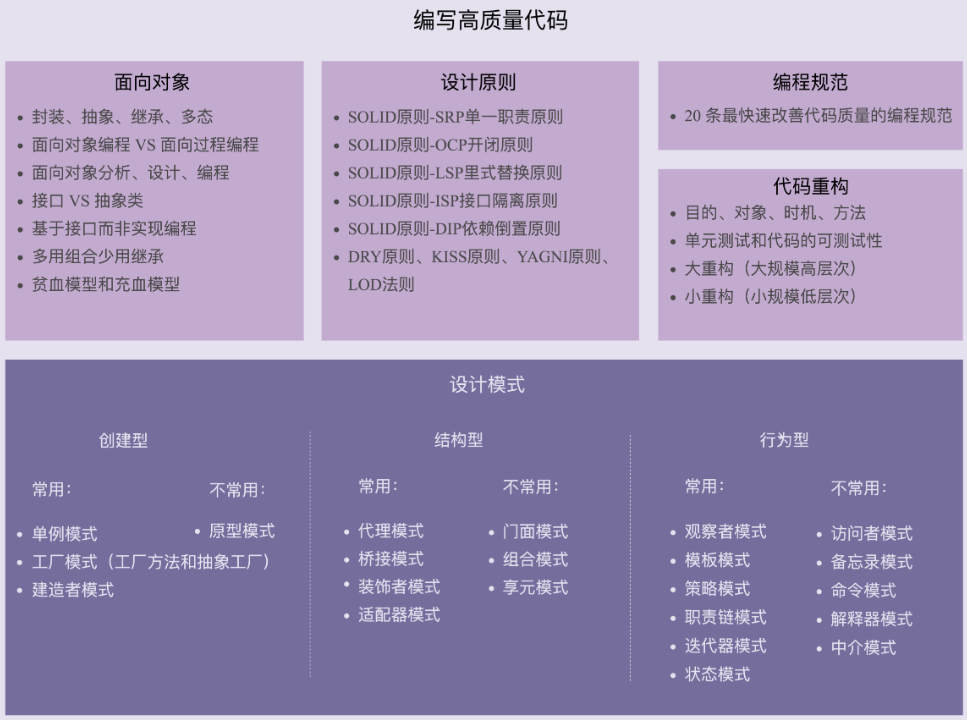 编写高质量代码
面向对象
封装、抽象、继承、多态
面向对象编程 VS 面向过程编程
面向对象分析、设计、编程
接口 VS 抽象类
基于接口而非实现编程
多用组合少用继承
贫血模型和充血模型
设计原则
SOLID原则-SRP单一职责原则
SOLID原则-OCP开闭原则
SOLID原则-LSP里式替换原则
SOLID原则-ISP接口隔离原则
SOLID原则-DIP依赖倒置原则
DRY原则、KISS原则、YAGNI原则、
LOD法则
编程规范
20 条最快速改善代码质量的编程规范
代码重构
目的、对象、时机、方法
单元测试和代码的可测试性
大重构（大规模高层次）
小重构（小规模低层次）
设计模式
创建型
常用：
单例模式
工厂模式（工厂方法和抽象工厂）
建造者模式
不常用：
原型模式
结构型
常用：
代理模式
桥接模式
装饰者模式
适配器模式
不常用：
门面模式
组合模式
享元模式
行为型
常用：
观察者模式
模板模式
策略模式
职责链模式
迭代器模式
状态模式
不常用：
访问者模式
备忘录模式
命令模式
解释器模式
中介模式